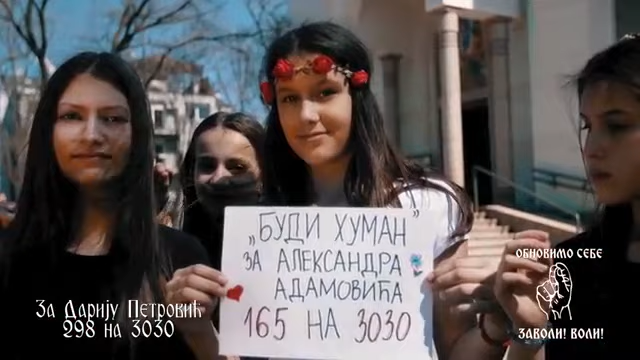 „БУДИ ХУМАН”
ЗА АЛЕКСАНДРА
АДАМОВИЋА
165 НА 3030
За Дарију Петровић
298 на 3030
ОБНОВИМО СЕБЕ
ЗАВОЛИ! ВОЛИ!